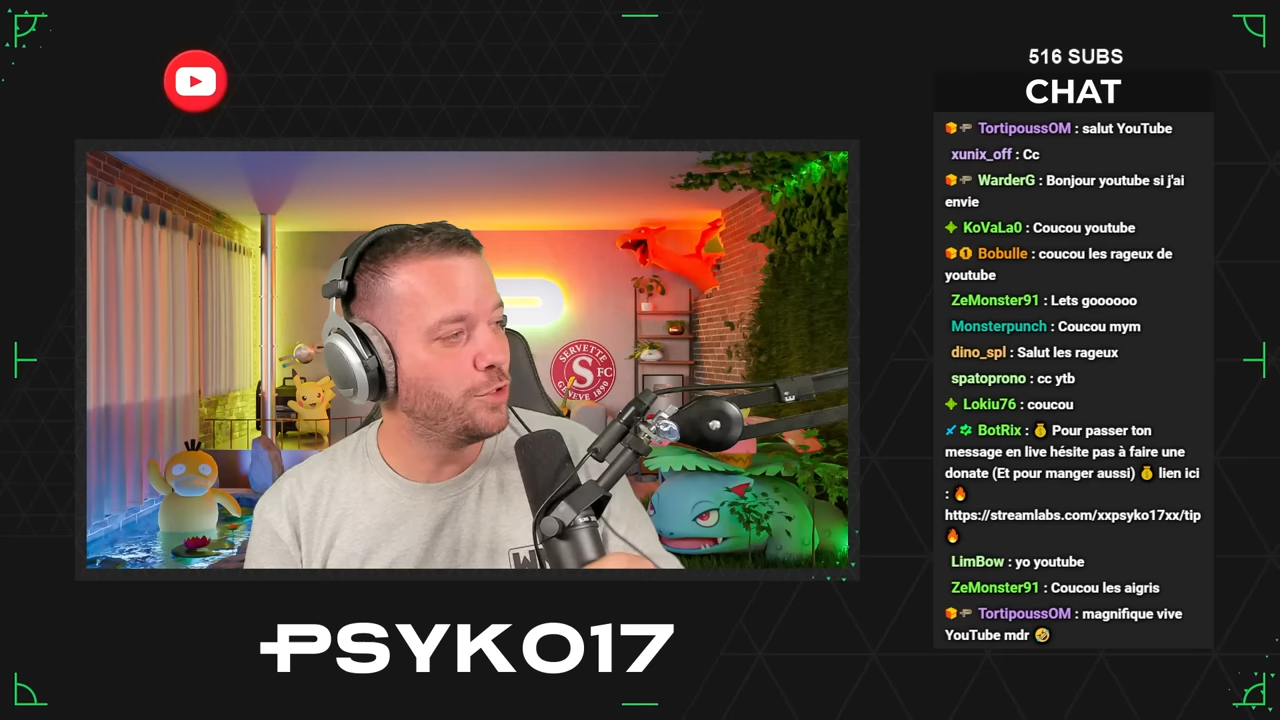 516 SUBS
CHAT
TortipoussOM : salut YouTube
xunix_off : Cc
WarderG : Bonjour youtube si j'ai
envie
KoVaLa0 : Coucou youtube
Bobulle : coucou les rageux de
youtube
ZeMonster91 : Lets goooooo
Monsterpunch : Coucou mym
dino_spl : Salut les rageux
spatoprono : cc ytb
Lokiu76 : coucou
BotRix : 💰 Pour passer ton
message en live hésite pas à faire une
donate (Et pour manger aussi) 💰 lien ici
: 🔥
https://streamlabs.com/xxpsyko17xx/tip
🔥
LimBow : yo youtube
ZeMonster91 : Coucou les aigris
TortipoussOM : magnifique vive
YouTube mdr 🤣
SERVETTE
S FC
GENEVE 1890
PSYKO17